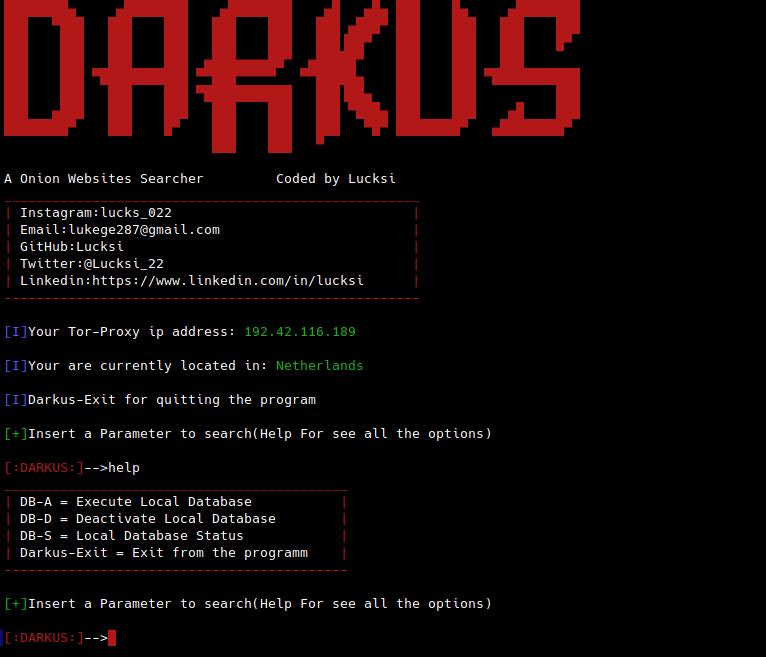 DARKUS
A Onion Websites Searcher         Coded by Lucksi
| Instagram:lucks_022                              |
| Email:lukege287@gmail.com                        |
| GitHub:Lucksi                                    |
| Twitter:@Lucksi_22                               |
| Linkedin:https://www.linkedin.com/in/lucksi      |
[I]Your Tor-Proxy ip address: 192.42.116.189
[I]Your are currently located in: Netherlands
[I]Darkus-Exit for quitting the program
[+]Insert a Parameter to search(Help For see all the options)
[:DARKUS:]-->help
| DB-A = Execute Local Database           |
| DB-D = Deactivate Local Database        |
| DB-S = Local Database Status            |
| Darkus-Exit = Exit from the programm    |
[+]Insert a Parameter to search(Help For see all the options)
[:DARKUS:]-->